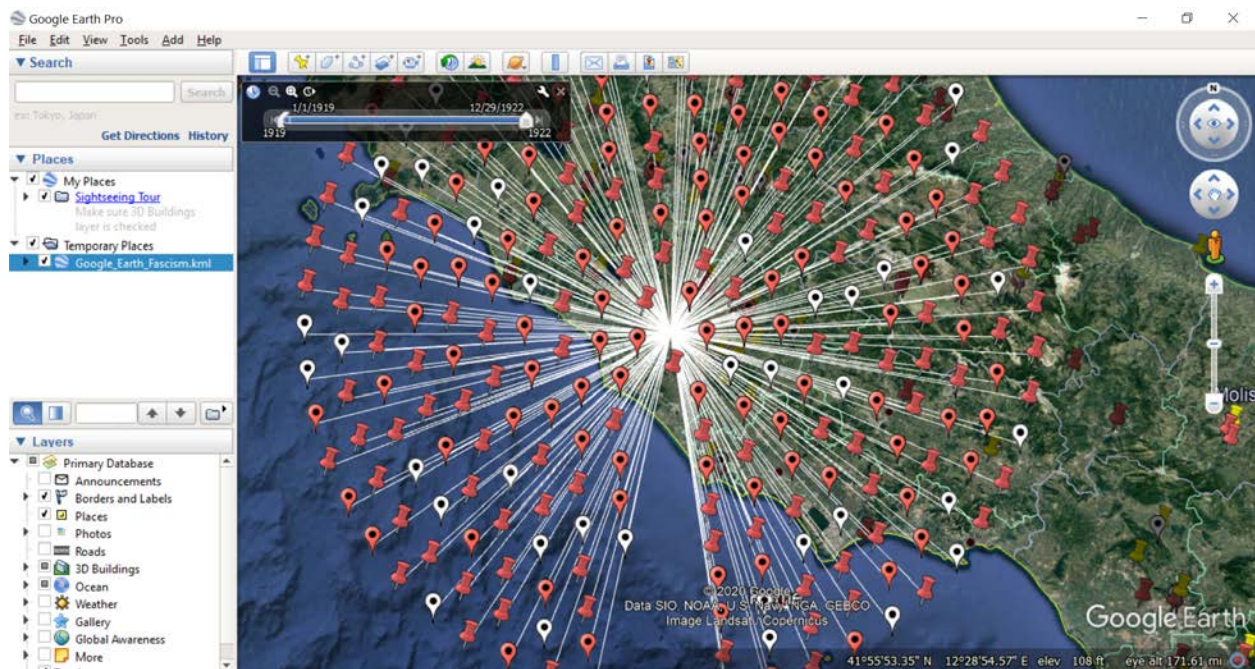 Google Earth Pro
File Edit View Tools Add Help
▼ Search
Search
ex: Tokyo, Japan
Get Directions History
▼ Places
My Places
Sightseeing Tour
Make sure 3D Buildings
layer is checked
Temporary Places
Google_Earth_Fascism.kml
▼ Layers
Primary Database
Announcements
Borders and Labels
Places
Photos
Roads
3D Buildings
Ocean
Weather
Gallery
Global Awareness
More
1/1/1919 12/29/1922
1919 1922
N
Molis
© 2020 Google
Data SIO, NOAA, U.S. Navy, NGA, GEBCO
Image Landsat / Copernicus
Google Earth
41°55'53.35" N 12°28'54.57" E elev 108 ft eye alt 171.61 mi